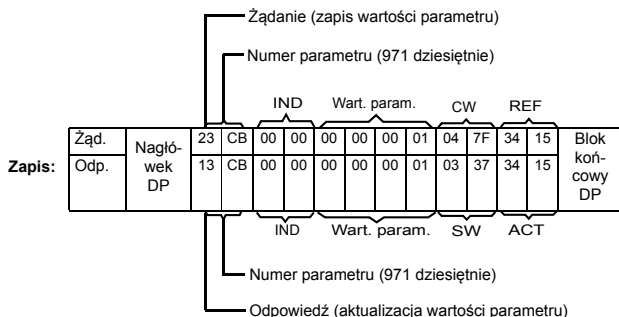 Żądanie (zapis wartości parametru)
Numer parametru (971 dziesiętnie)
IND Wart. param. CW REF
Zapis:
Żąd. 23 CB 00 00 00 00 00 01 04 7F 34 15
Odp. 13 CB 00 00 00 00 00 01 03 37 34 15
Nagłó-
wek
DP
Blok
koń-
cowy
DP
IND Wart. param. SW ACT
Numer parametru (971 dziesiętnie)
Odpowiedź (aktualizacja wartości parametru)